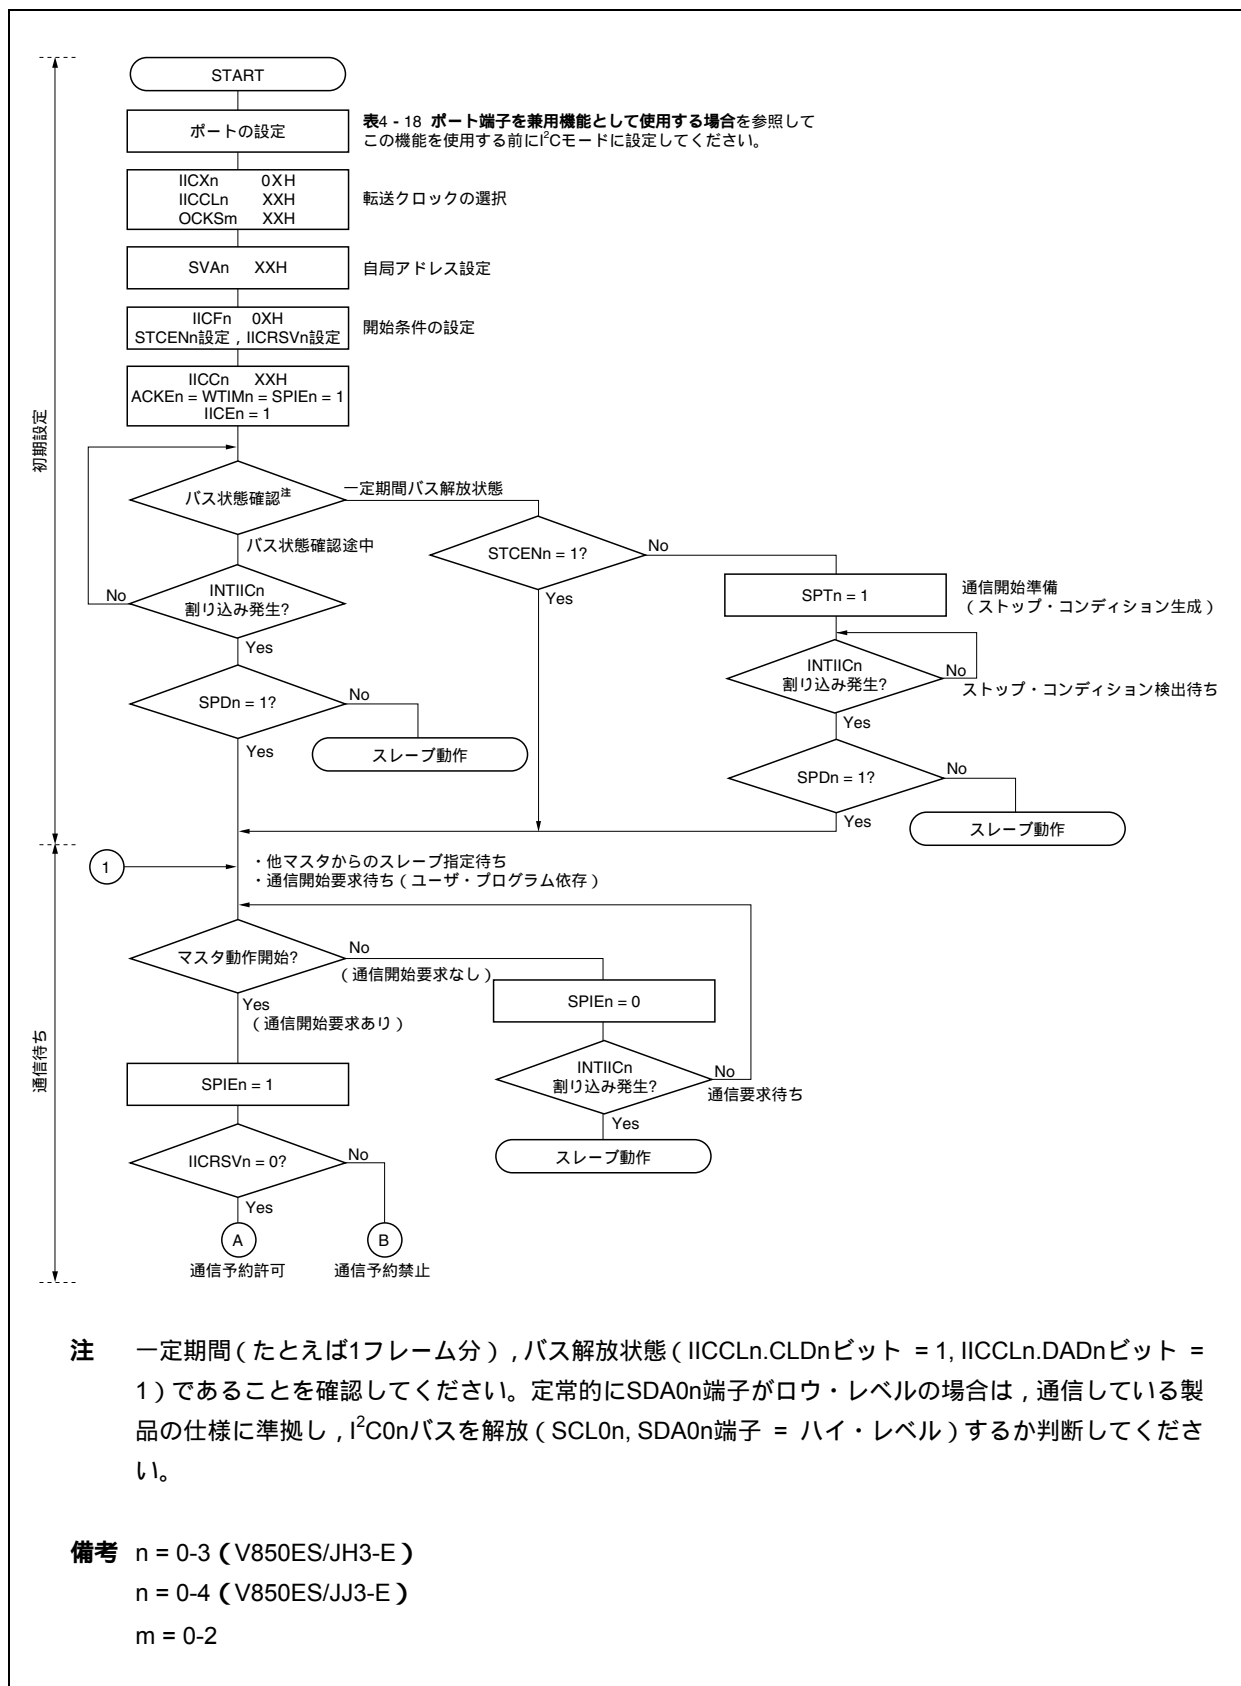 START
ポートの設定
表4 - 18 ポート端子を兼用機能として使用する場合を参照して
この機能を使用する前にI²Cモードに設定してください。
IICXn 0XH
IICCLn XXH
OCKSm XXH
転送クロックの選択
SVAn XXH
自局アドレス設定
IICFn 0XH
STCENn設定，IICRSVn設定
開始条件の設定
IICCn XXH
ACKEn = WTIMn = SPIEn = 1
IICEn = 1
初期設定
バス状態確認注
一定期間バス解放状態
バス状態確認途中
STCENn = 1?
No
Yes
SPTn = 1
通信開始準備
（ストップ・コンディション生成）
INTIICn
割り込み発生?
No
Yes
INTIICn
割り込み発生?
No
ストップ・コンディション検出待ち
Yes
SPDn = 1?
No
Yes
スレーブ動作
SPDn = 1?
No
Yes
スレーブ動作
1
・他マスタからのスレーブ指定待ち
・通信開始要求待ち（ユーザ・プログラム依存）
通信待ち
マスタ動作開始?
No
（通信開始要求なし）
Yes
（通信開始要求あり）
SPIEn = 0
INTIICn
割り込み発生?
No
通信要求待ち
Yes
スレーブ動作
SPIEn = 1
IICRSVn = 0?
No
Yes
A
B
通信予約許可
通信予約禁止
注 一定期間（たとえば1フレーム分），バス解放状態（IICCLn.CLDnビット = 1, IICCLn.DADnビット =
1）であることを確認してください。定常的にSDA0n端子がロウ・レベルの場合は，通信している製
品の仕様に準拠し，I²C0nバスを解放（SCL0n, SDA0n端子 = ハイ・レベル）するか判断してくださ
い。
備考 n = 0-3（V850ES/JH3-E）
n = 0-4（V850ES/JJ3-E）
m = 0-2